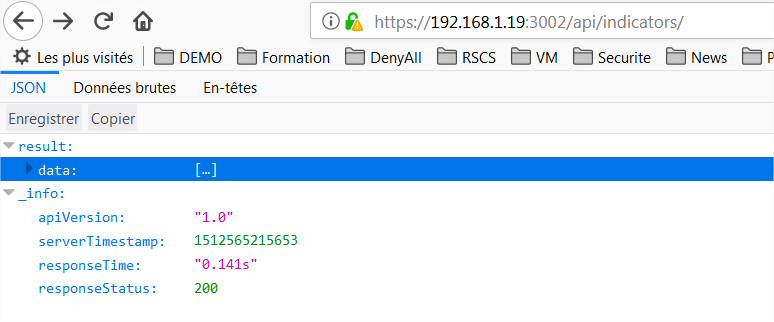 https://192.168.1.19:3002/api/indicators/
Les plus visités DEMO Formation DenyAll RSCS VM Securite News P
JSON Données brutes En-têtes
Enregistrer Copier
result:
data: […]
_info:
apiVersion: "1.0"
serverTimestamp: 1512565215653
responseTime: "0.141s"
responseStatus: 200